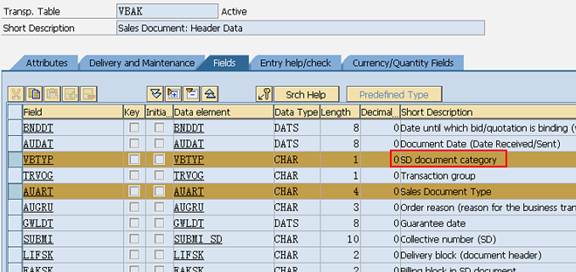 Transp. Table VBAK Active
Short Description Sales Document: Header Data
Attributes Delivery and Maintenance Fields Entry help/check Currency/Quantity Fields
Srch Help Predefined Type
Field Key Initia Data element Data Type Length Decimal Short Description
BNDDT BNDDT DATS 8 0 Date until which bid/quotation is binding (v
AUDAT AUDAT DATS 8 0 Document Date (Date Received/Sent)
VBTYP VBTYP CHAR 1 0 SD document category
TRVOG TRVOG CHAR 1 0 Transaction group
AUART AUART CHAR 4 0 Sales Document Type
AUGRU AUGRU CHAR 3 0 Order reason (reason for the business tran
GWLDT GWLDT DATS 8 0 Guarantee date
SUBMI SUBMI_SD CHAR 10 0 Collective number (SD)
LIFSK LIFSK CHAR 2 0 Delivery block (document header)
FAKSK FAKSK CHAR 2 0 Billing block in SD document